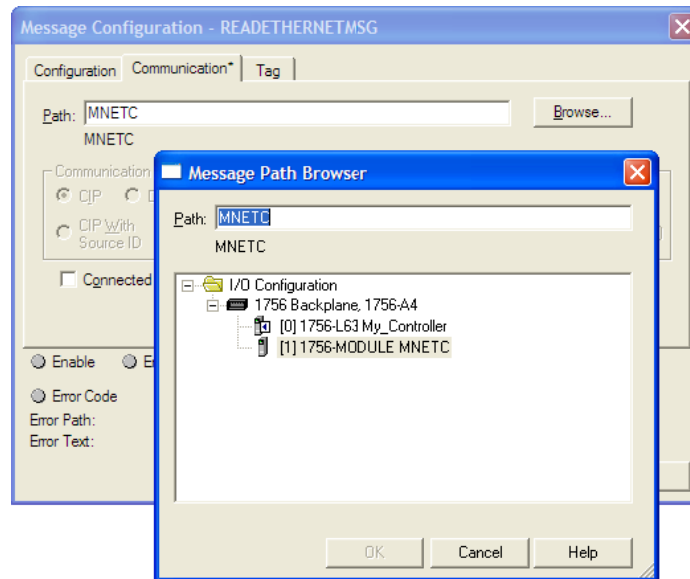 Message Configuration - READETHERNETMSG
Configuration Communication* Tag
Path: MNETC
Browse...
MNETC
Communication
CIP
CIP With
Source ID
Connected
Enable
Error Code
Error Path:
Error Text:
Message Path Browser
Path: MNETC
MNETC
I/O Configuration
1756 Backplane, 1756-A4
[0] 1756-L63 My_Controller
[1] 1756-MODULE MNETC
OK Cancel Help